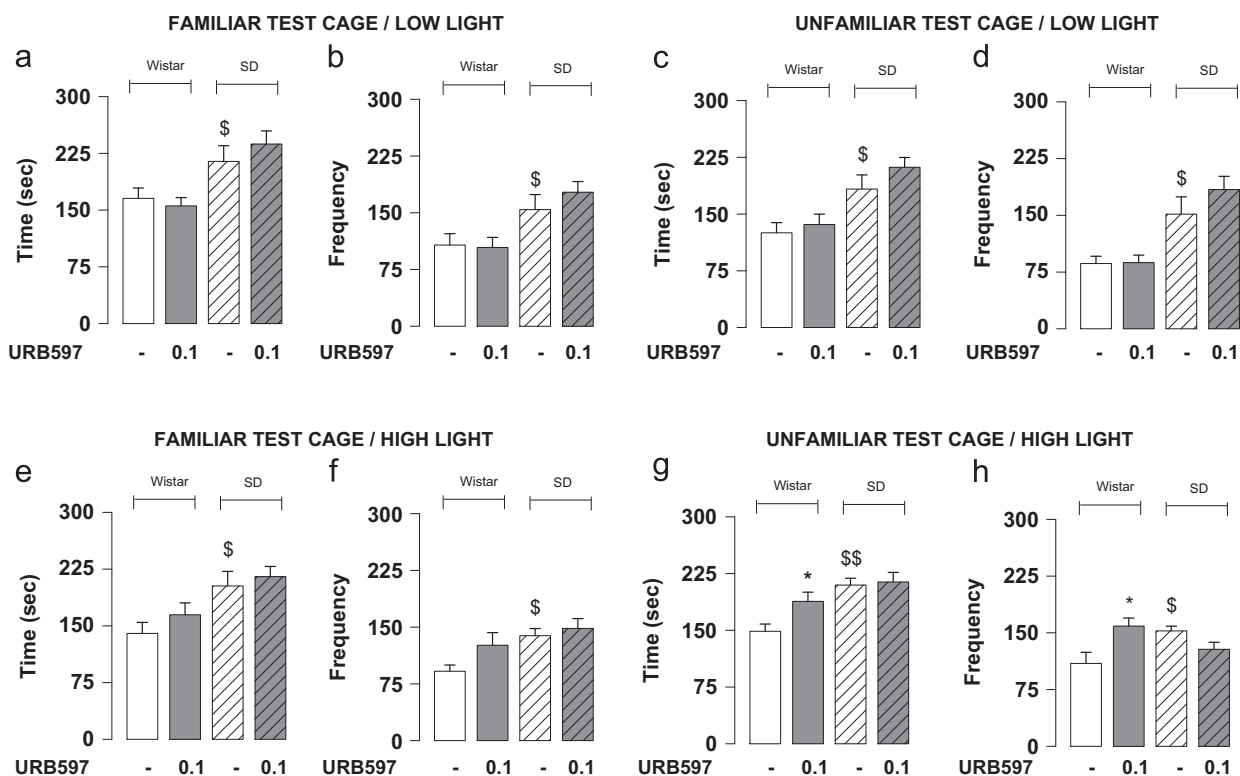 FAMILIAR TEST CAGE / LOW LIGHT
UNFAMILIAR TEST CAGE / LOW LIGHT
a
Wistar
SD
Time (sec)
300
225
150
75
0
$
URB597 - 0.1 - 0.1
b
Wistar
SD
Frequency
300
225
150
75
0
$
- 0.1 - 0.1
c
Wistar
SD
Time (sec)
300
225
150
75
0
$
URB597 - 0.1 - 0.1
d
Wistar
SD
Frequency
300
225
150
75
0
$
- 0.1 - 0.1
FAMILIAR TEST CAGE / HIGH LIGHT
UNFAMILIAR TEST CAGE / HIGH LIGHT
e
Wistar
SD
Time (sec)
300
225
150
75
0
$
URB597 - 0.1 - 0.1
f
Wistar
SD
Frequency
300
225
150
75
0
$
- 0.1 - 0.1
g
Wistar
SD
Time (sec)
300
225
150
75
0
* $$
URB597 - 0.1 - 0.1
h
Wistar
SD
Frequency
300
225
150
75
0
* $
- 0.1 - 0.1